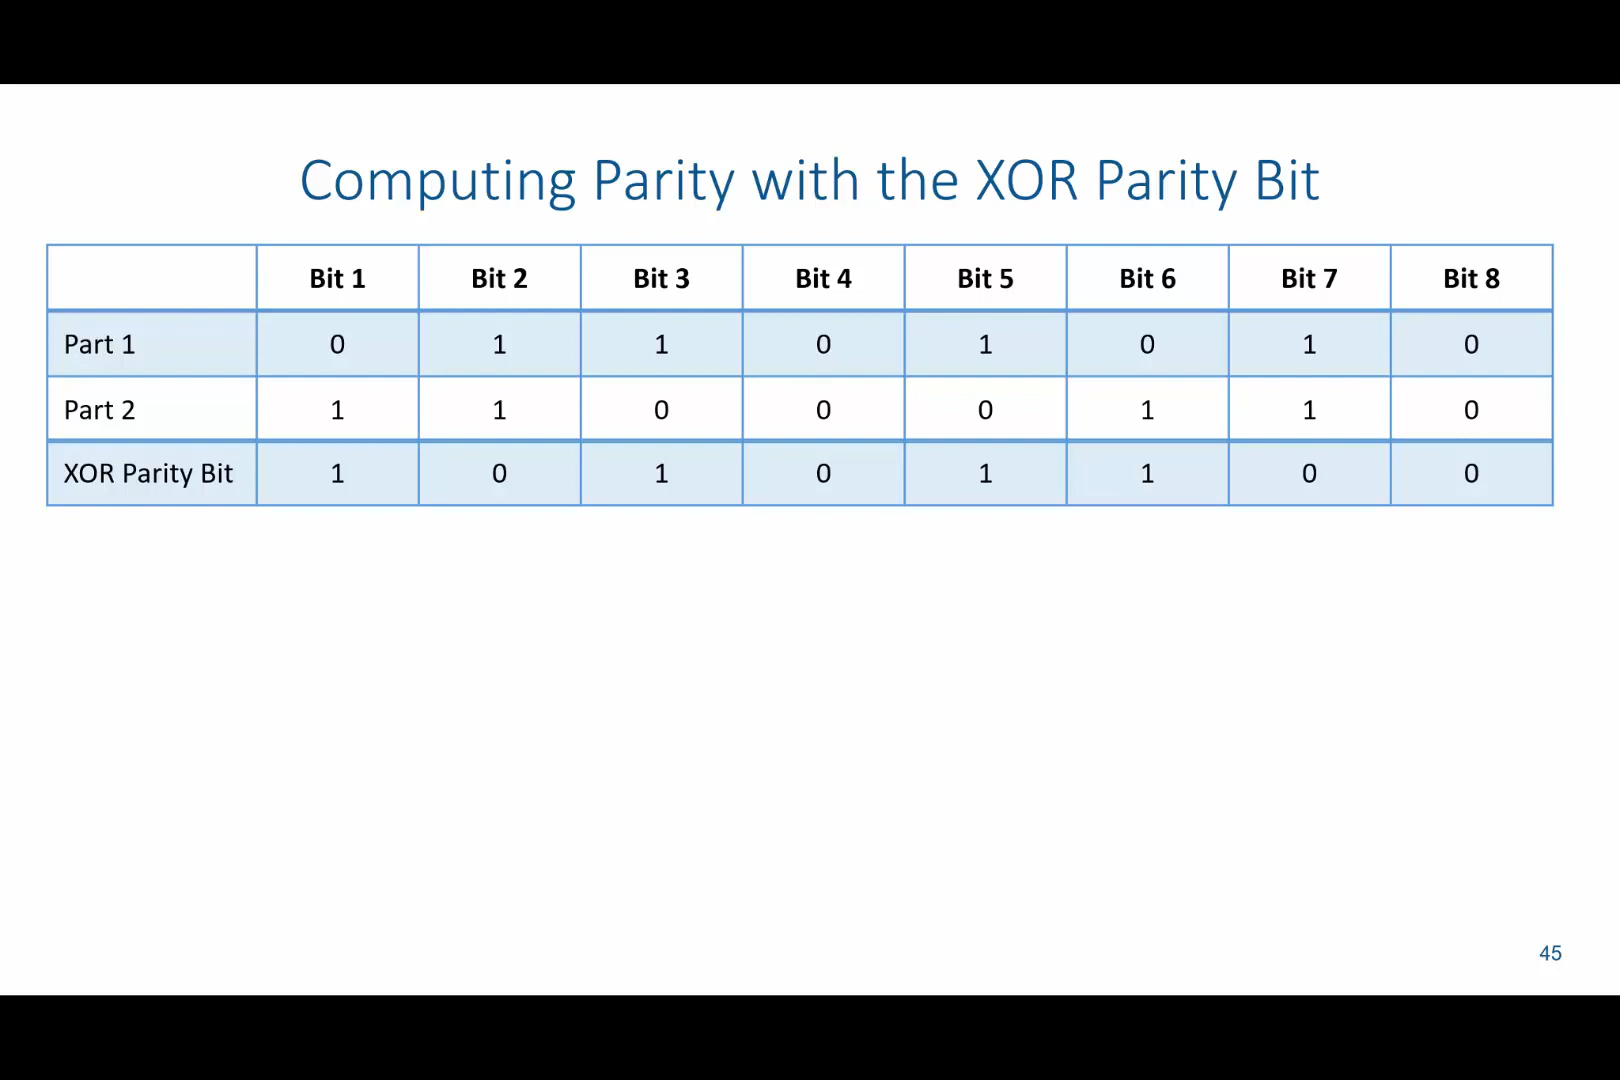 Computing Parity with the XOR Parity Bit
Bit 1 Bit 2 Bit 3 Bit 4 Bit 5 Bit 6 Bit 7 Bit 8
Part 1 0 1 1 0 1 0 1 0
Part 2 1 1 0 0 0 1 1 0
XOR Parity Bit 1 0 1 0 1 1 0 0
45